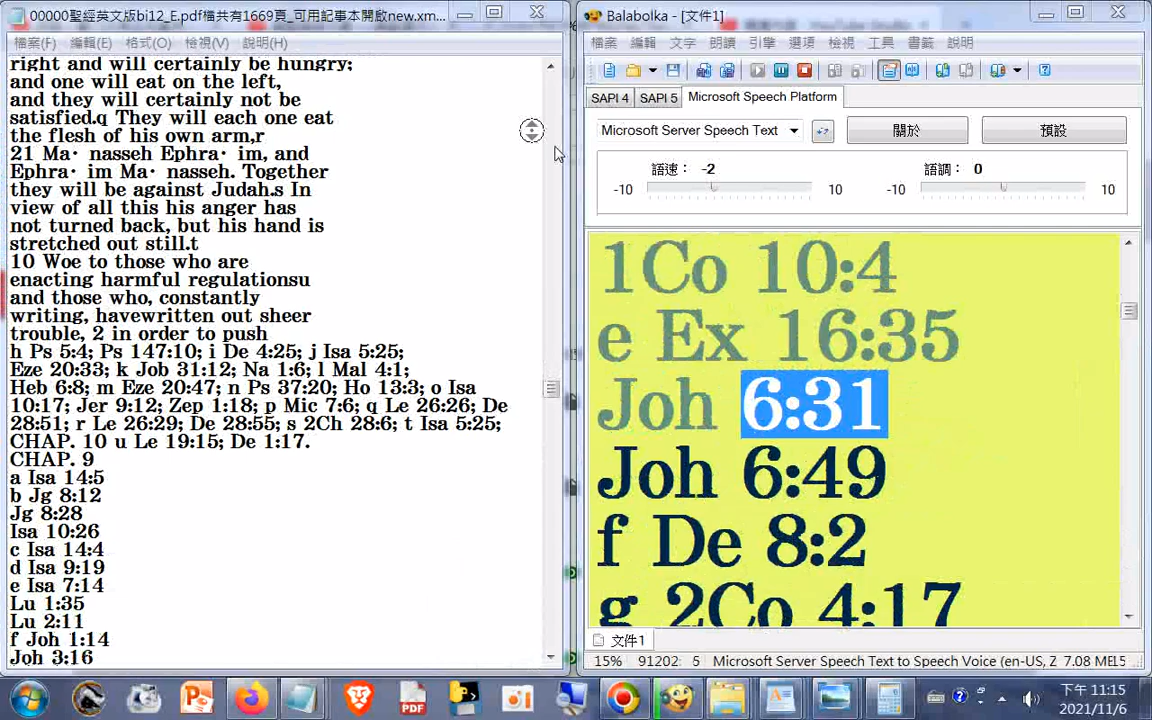 00000聖經英文版bi12_E.pdf檔共有1669頁_可用記事本開啟new.xm...
檔案(F) 編輯(E) 格式(O) 檢視(V) 說明(H)
right and will certainly be hungry;
and one will eat on the left,
and they will certainly not be
satisfied.q They will each one eat
the flesh of his own arm,r
21 Ma· nasseh Ephra· im, and
Ephra· im Ma· nasseh. Together
they will be against Judah.s In
view of all this his anger has
not turned back, but his hand is
stretched out still.t
10 Woe to those who are
enacting harmful regulationsu
and those who, constantly
writing, havewritten out sheer
trouble, 2 in order to push
h Ps 5:4; Ps 147:10; i De 4:25; j Isa 5:25;
Eze 20:33; k Job 31:12; Na 1:6; l Mal 4:1;
Heb 6:8; m Eze 20:47; n Ps 37:20; Ho 13:3; o Isa
10:17; Jer 9:12; Zep 1:18; p Mic 7:6; q Le 26:26; De
28:51; r Le 26:29; De 28:55; s 2Ch 28:6; t Isa 5:25;
CHAP. 10 u Le 19:15; De 1:17.
CHAP. 9
a Isa 14:5
b Jg 8:12
Jg 8:28
Isa 10:26
c Isa 14:4
d Isa 9:19
e Isa 7:14
Lu 1:35
Lu 2:11
f Joh 1:14
Joh 3:16
Balabolka - [文件1]
檔案 編輯 文字 朗讀 引擎 選項 檢視 工具 書籤 說明
SAPI 4 SAPI 5 Microsoft Speech Platform
Microsoft Server Speech Text 關於 預設
語速: -2 語調: 0
-10 10 -10 10
1Co 10:4
e Ex 16:35
Joh 6:31
Joh 6:49
f De 8:2
g 2Co 4:17
文件1
15% 91202: 5 Microsoft Server Speech Text to Speech Voice (en-US, Z 7.08 МЕ15
PDF
下午 11:15
2021/11/6